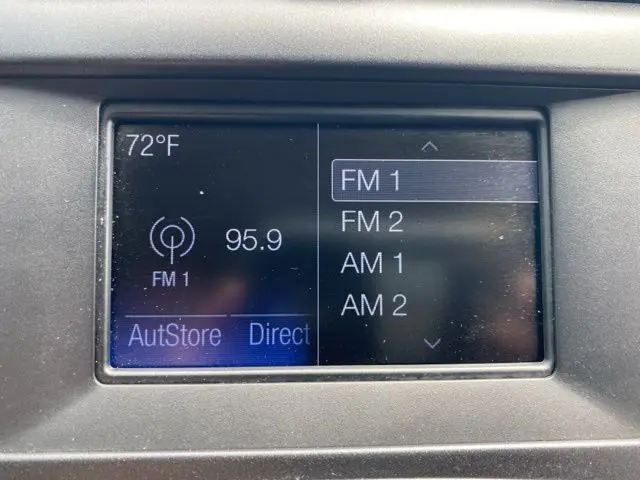 72°F
95.9
FM 1
AutStore Direct
FM 1
FM 2
AM 1
AM 2